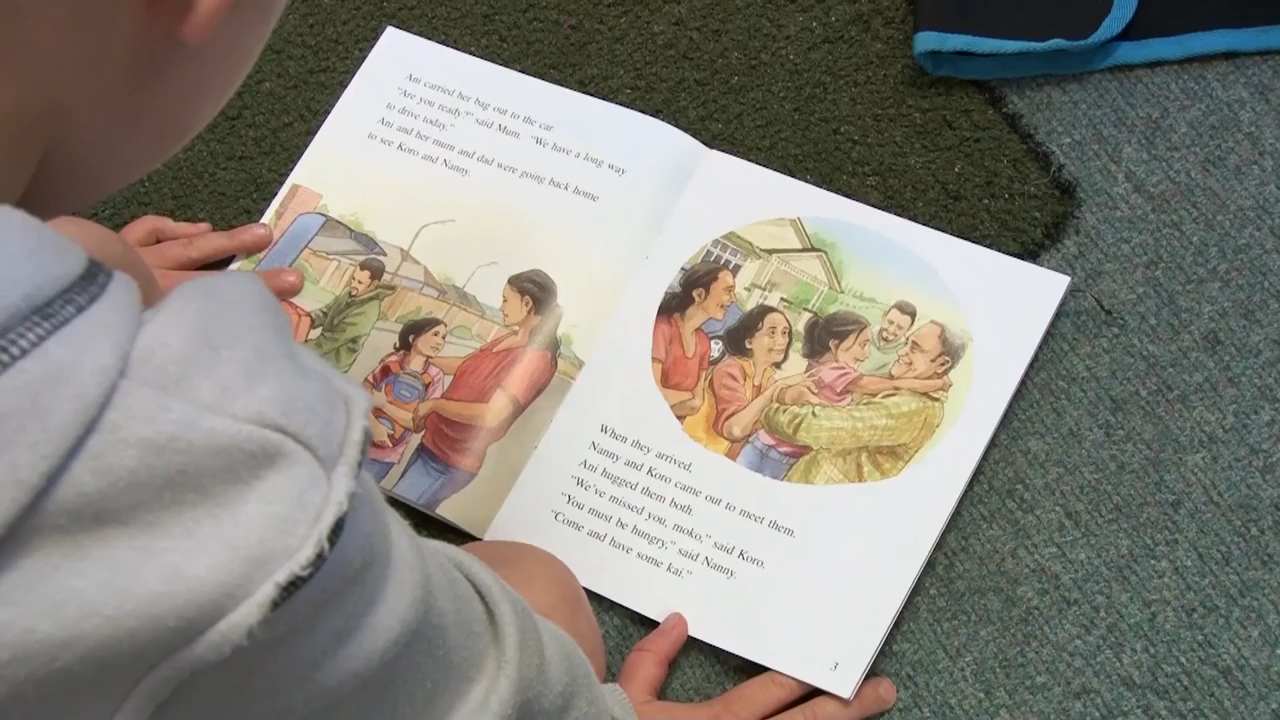 Ani carried her bag out to the car.
"Are you ready?" said Mum. "We have a long way
to drive today."
Ani and her mum and dad were going back home
to see Koro and Nanny.
When they arrived,
Nanny and Koro came out to meet them.
Ani hugged them both.
"We've missed you, moko," said Koro.
"You must be hungry," said Nanny.
"Come and have some kai."
3